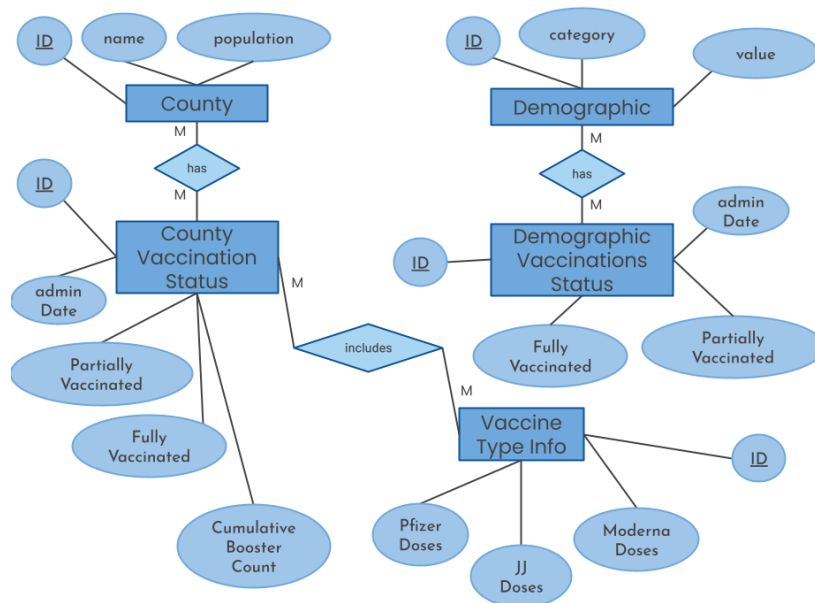 ID
name
population
County
M
has
M
ID
County
Vaccination
Status
admin
Date
Partially
Vaccinated
Fully
Vaccinated
Cumulative
Booster
Count
M
includes
M
ID
category
value
Demographic
M
has
M
admin
Date
Demographic
Vaccinations
Status
ID
Fully
Vaccinated
Partially
Vaccinated
Vaccine
Type Info
ID
Pfizer
Doses
JJ
Doses
Moderna
Doses